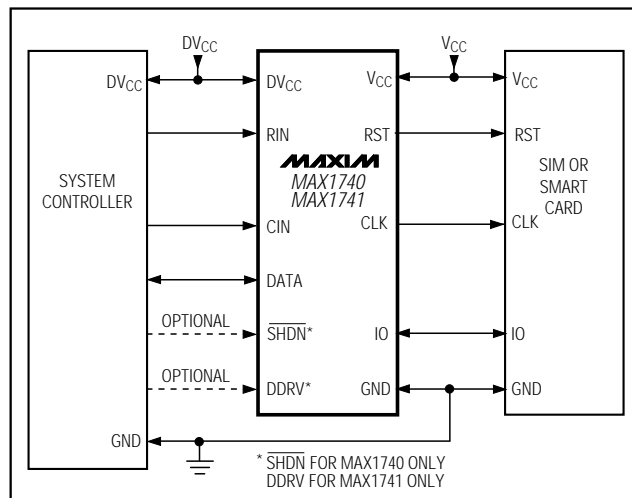 DVCC
VCC
DVCC
DVCC
VCC
VCC
RIN
RST
RST
MAXIM
MAX1740
MAX1741
SYSTEM
CONTROLLER
SIM OR
SMART
CARD
CIN
CLK
CLK
DATA
OPTIONAL
SHDN*
IO
IO
OPTIONAL
DDRV*
GND
GND
GND
* SHDN FOR MAX1740 ONLY
DDRV FOR MAX1741 ONLY